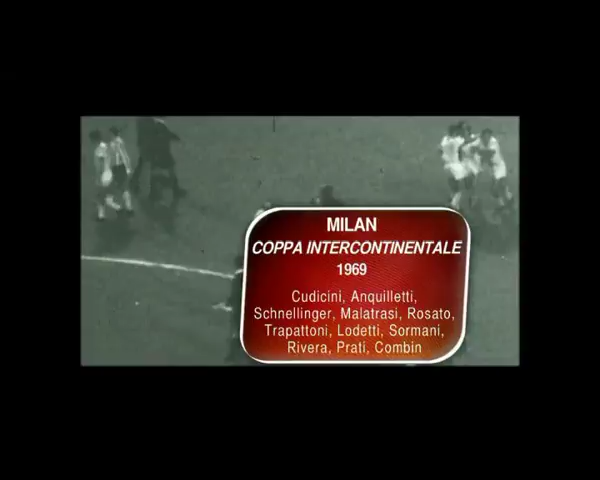 MILAN
COPPA INTERCONTINENTALE
1969
Cudicini, Anquilletti,
Schnellinger, Malatrasi, Rosato,
Trapattoni, Lodetti, Sormani,
Rivera, Prati, Combin